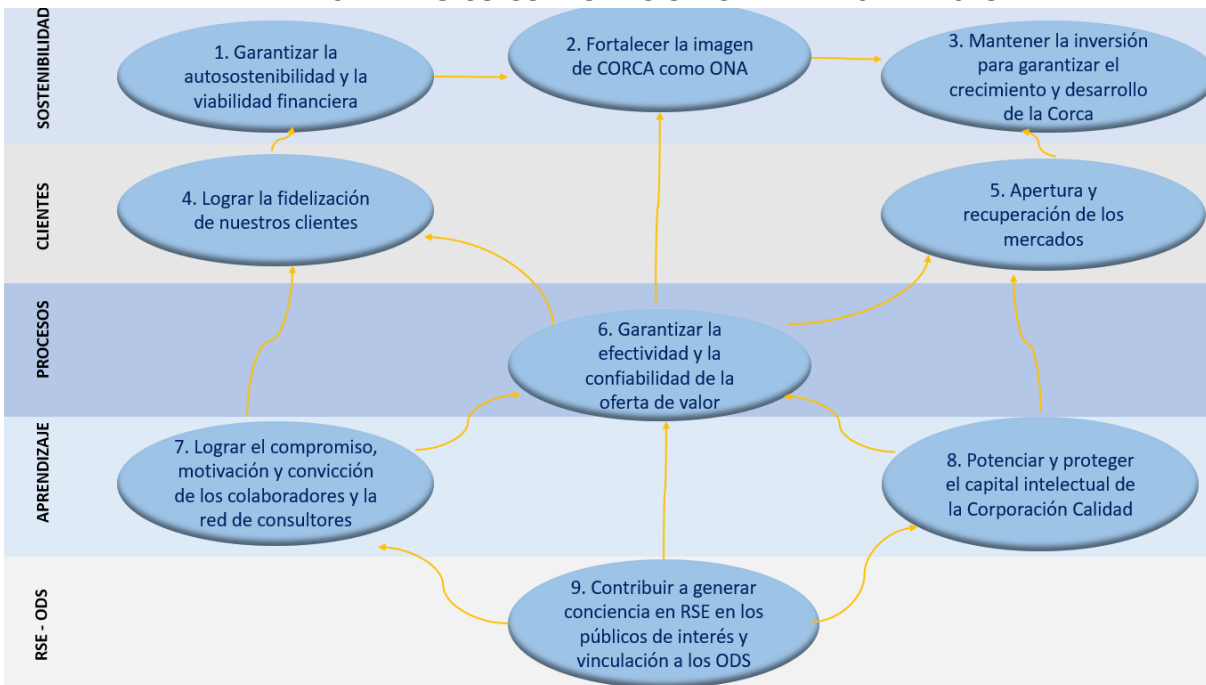 SOSTENIBILIDAD
1. Garantizar la
autosostenibilidad y la
viabilidad financiera
2. Fortalecer la imagen
de CORCA como ONA
3. Mantener la inversión
para garantizar el
crecimiento y desarrollo
de la Corca
CLIENTES
4. Lograr la fidelización
de nuestros clientes
5. Apertura y
recuperación de los
mercados
PROCESOS
6. Garantizar la
efectividad y la
confiabilidad de la
oferta de valor
APRENDIZAJE
7. Lograr el compromiso,
motivación y convicción
de los colaboradores y la
red de consultores
8. Potenciar y proteger
el capital intelectual de
la Corporación Calidad
RSE - ODS
9. Contribuir a generar
conciencia en RSE en los
públicos de interés y
vinculación a los ODS